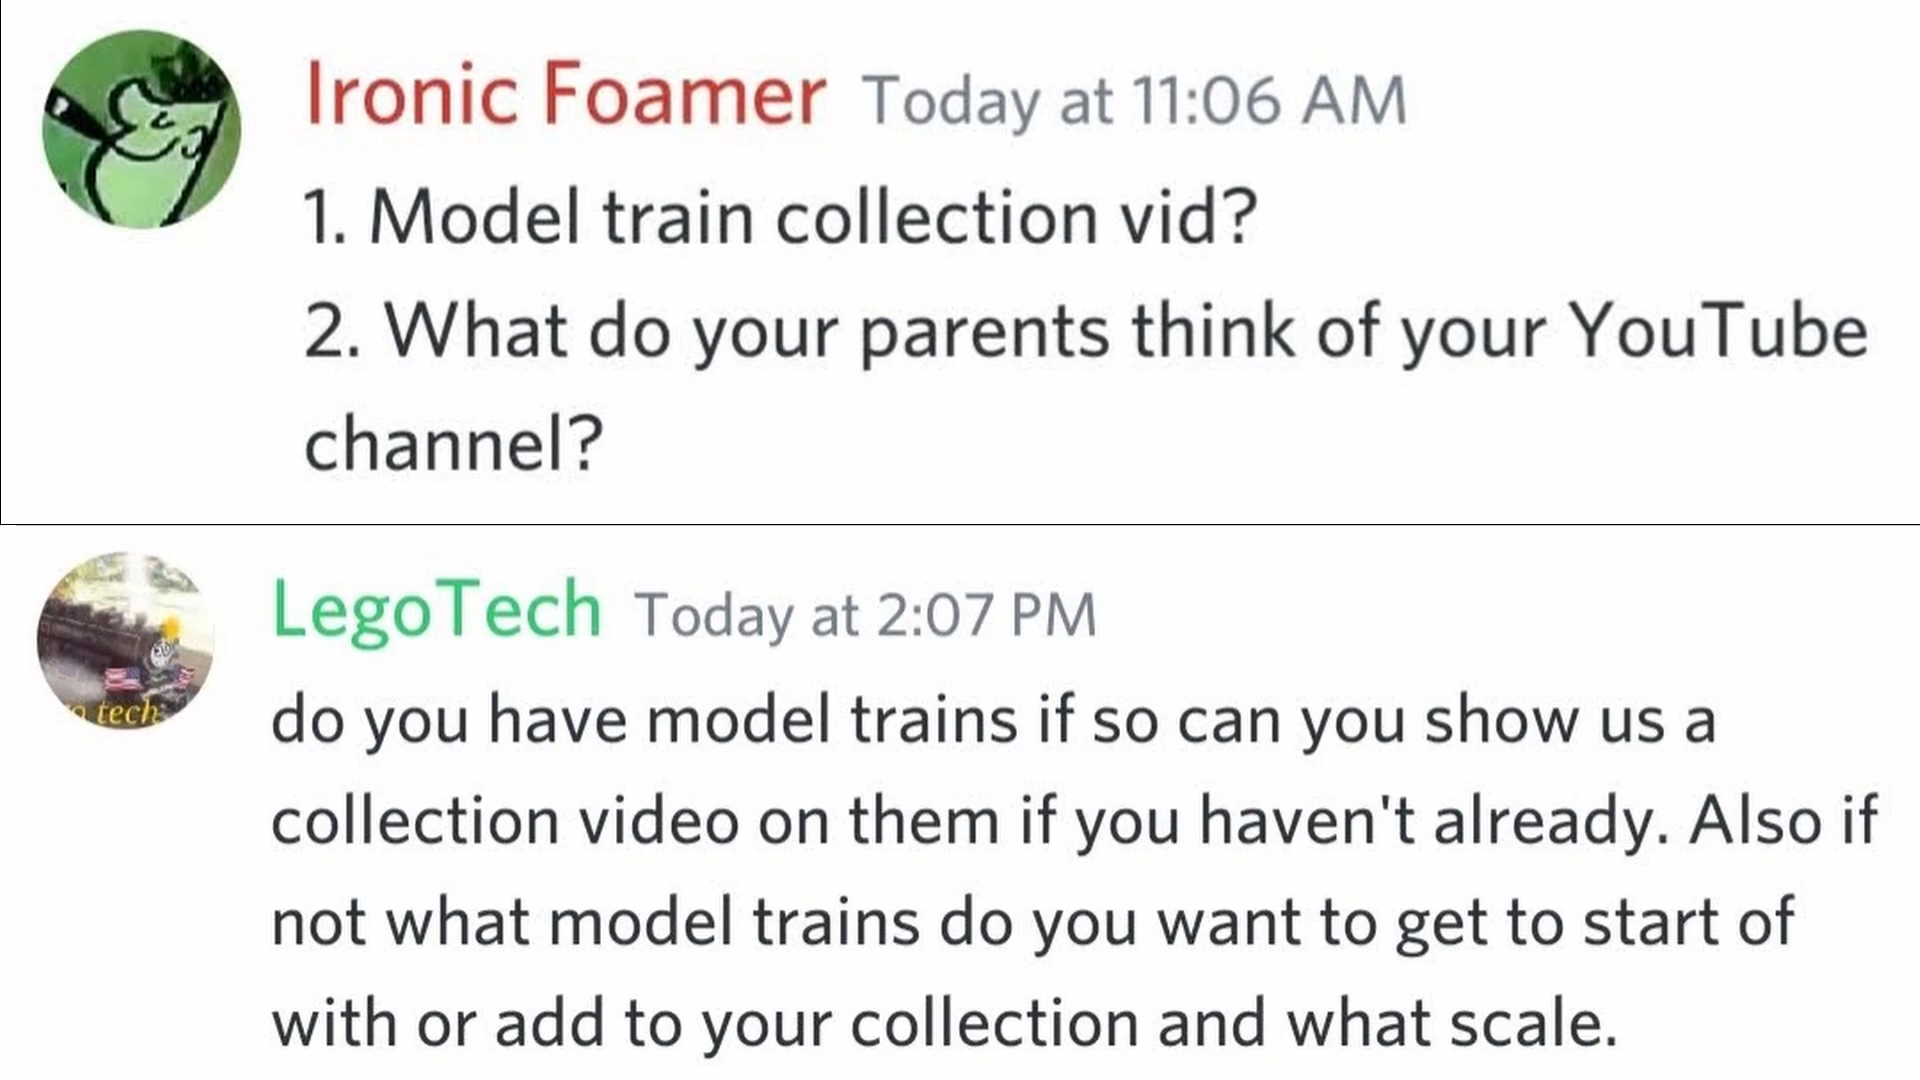 Ironic Foamer Today at 11:06 AM
1. Model train collection vid?
2. What do your parents think of your YouTube
channel?
LegoTech Today at 2:07 PM
tech
do you have model trains if so can you show us a
collection video on them if you haven't already. Also if
not what model trains do you want to get to start of
with or add to your collection and what scale.